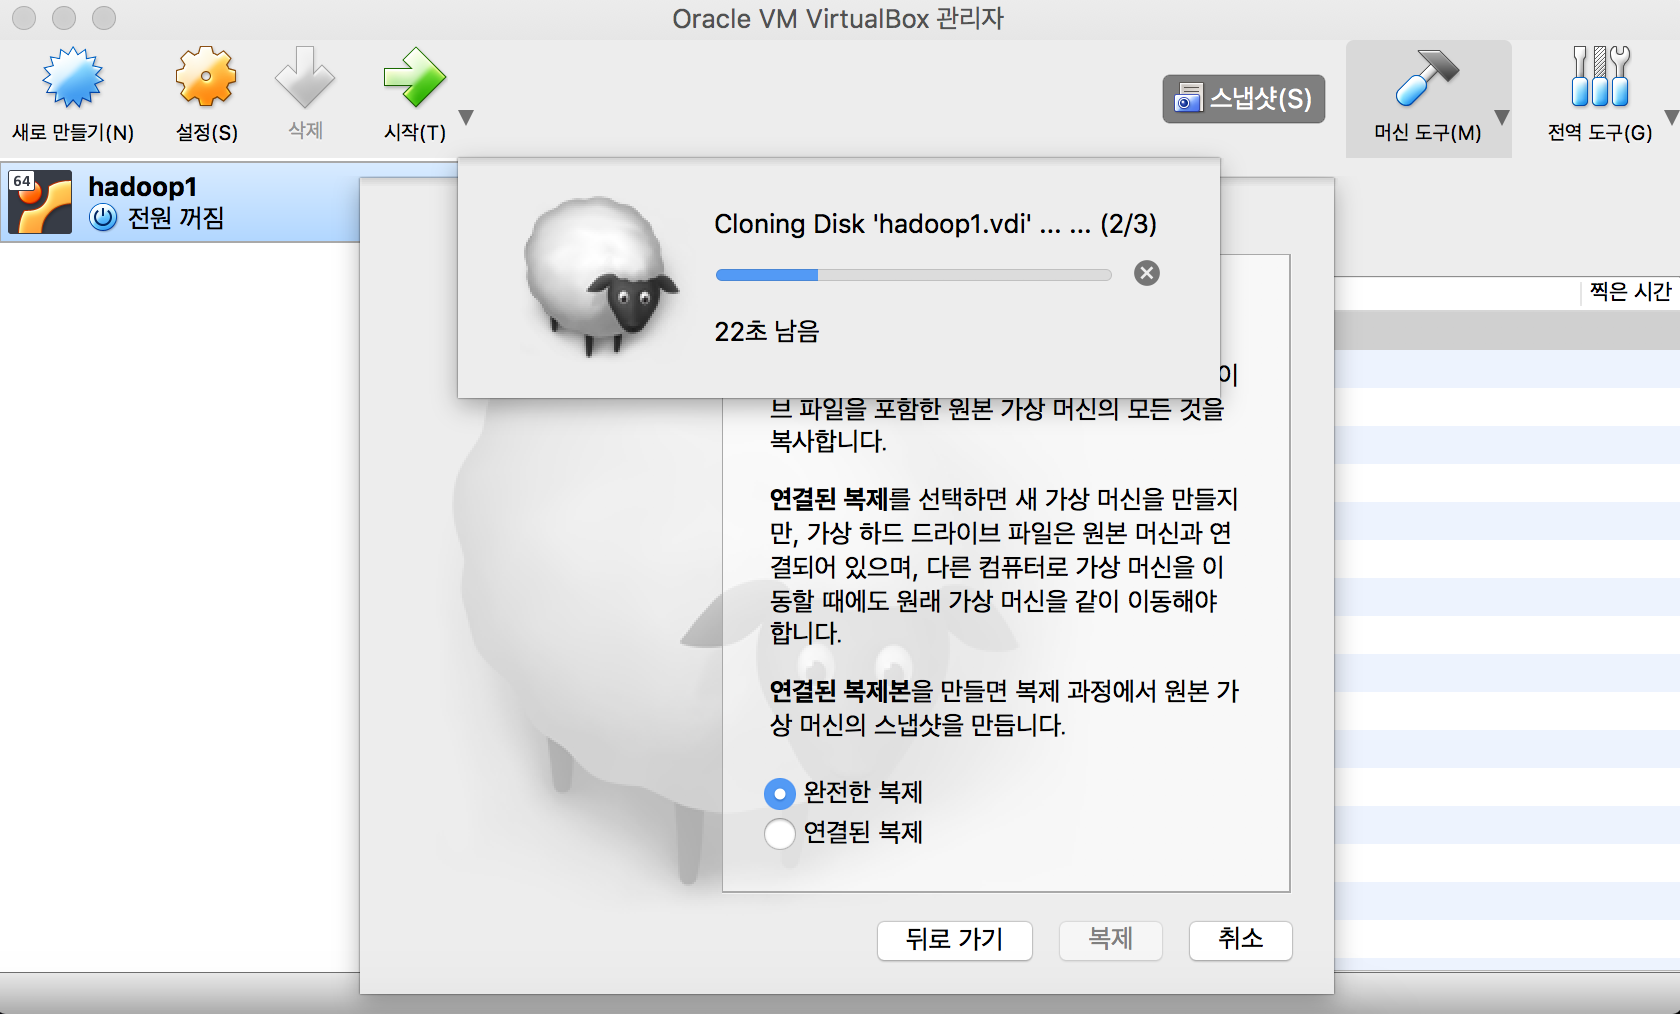 Oracle VM VirtualBox 관리자
새로 만들기(N)
설정(S)
삭제
시작(T)
스냅샷(S)
머신 도구(M)
전역 도구(G)
64
hadoop1
전원 꺼짐
Cloning Disk 'hadoop1.vdi' ... ... (2/3)
22초 남음
찍은 시간
이
브 파일을 포함한 원본 가상 머신의 모든 것을
복사합니다.
연결된 복제를 선택하면 새 가상 머신을 만들지
만, 가상 하드 드라이브 파일은 원본 머신과 연
결되어 있으며, 다른 컴퓨터로 가상 머신을 이
동할 때에도 원래 가상 머신을 같이 이동해야
합니다.
연결된 복제본을 만들면 복제 과정에서 원본 가
상 머신의 스냅샷을 만듭니다.
완전한 복제
연결된 복제
뒤로 가기
복제
취소